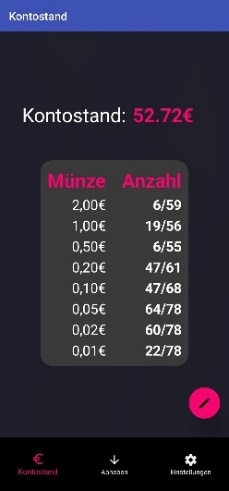 Kontostand
Kontostand: 52.72€
Münze Anzahl
2,00€ 6/59
1,00€ 19/56
0,50€ 6/55
0,20€ 47/61
0,10€ 47/68
0,05€ 64/78
0,02€ 60/78
0,01€ 22/78
Kontostand Abheben Einstellungen